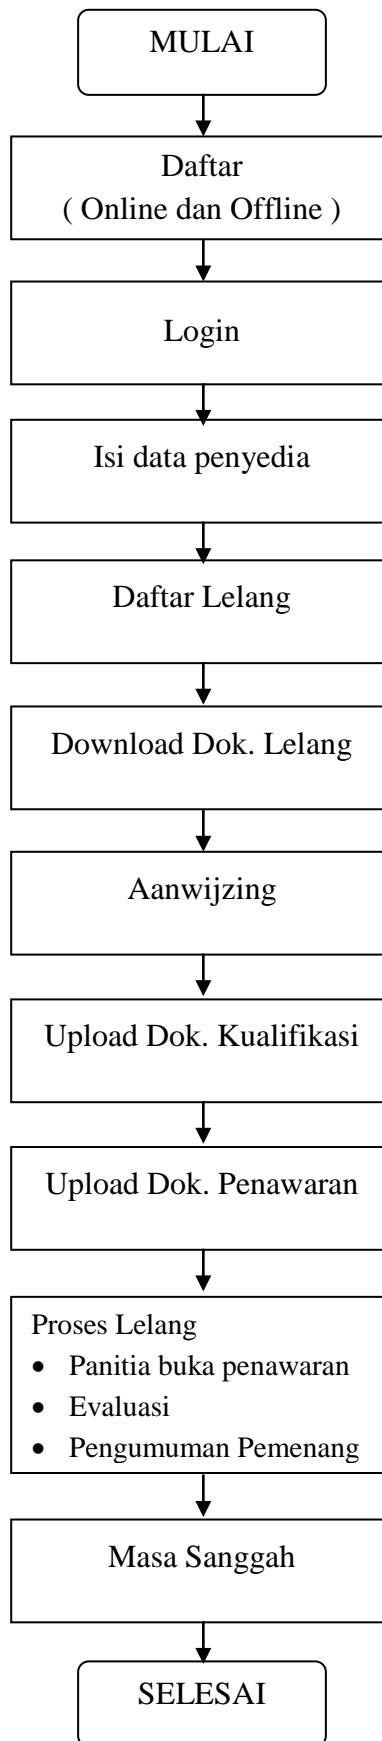 MULAI
Daftar
( Online dan Offline )
Login
Isi data penyedia
Daftar Lelang
Download Dok. Lelang
Aanwijzing
Upload Dok. Kualifikasi
Upload Dok. Penawaran
Proses Lelang
• Panitia buka penawaran
• Evaluasi
• Pengumuman Pemenang
Masa Sanggah
SELESAI